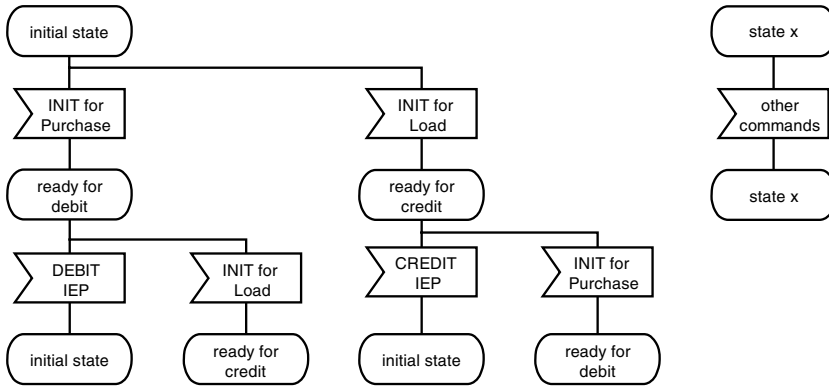 initial state
state x
INIT for
Purchase
INIT for
Load
other
commands
ready for
debit
ready for
credit
state x
DEBIT
IEP
INIT for
Load
CREDIT
IEP
INIT for
Purchase
initial state
ready for
credit
initial state
ready for
debit